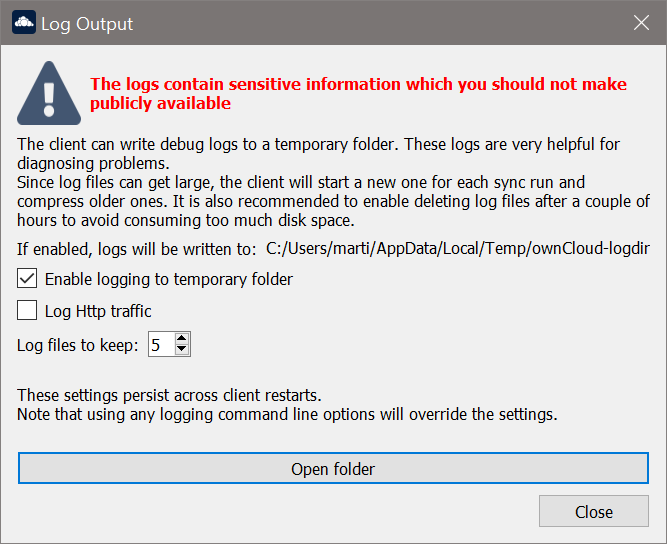 Log Output
The logs contain sensitive information which you should not make
publicly available
The client can write debug logs to a temporary folder. These logs are very helpful for
diagnosing problems.
Since log files can get large, the client will start a new one for each sync run and
compress older ones. It is also recommended to enable deleting log files after a couple of
hours to avoid consuming too much disk space.
If enabled, logs will be written to: C:/Users/marti/AppData/Local/Temp/ownCloud-logdir
Enable logging to temporary folder
Log Http traffic
Log files to keep: 5
These settings persist across client restarts.
Note that using any logging command line options will override the settings.
Open folder
Close